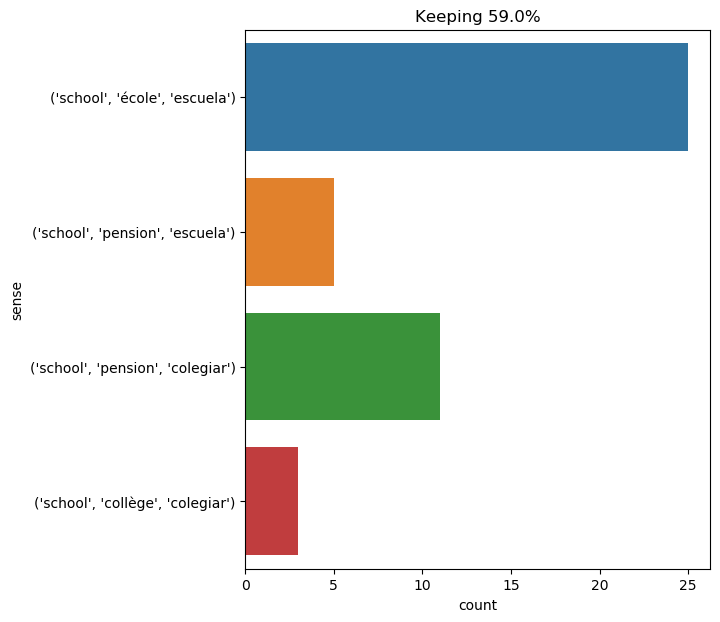 Keeping 59.0%
('school', 'école', 'escuela')
('school', 'pension', 'escuela')
('school', 'pension', 'colegiar')
('school', 'collège', 'colegiar')
sense
0 5 10 15 20 25
count